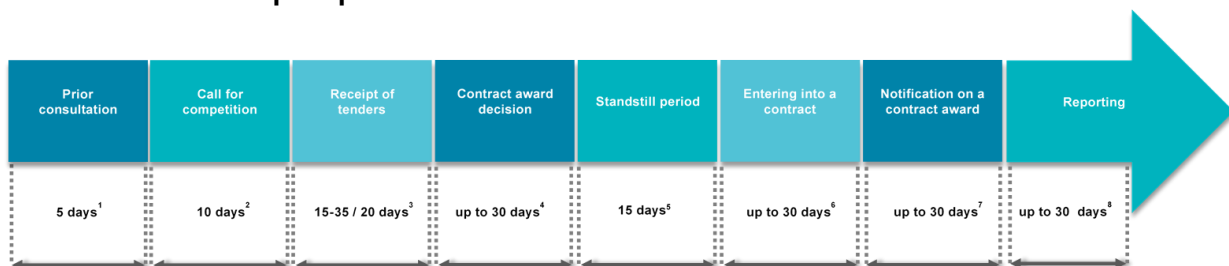 Prior
consultation
Call for
competition
Receipt of
tenders
Contract award
decision
Standstill period
Entering into a
contract
Notification on a
contract award
Reporting
5 days¹
10 days²
15-35 / 20 days³
up to 30 days⁴
15 days⁵
up to 30 days⁶
up to 30 days⁷
up to 30 days⁸